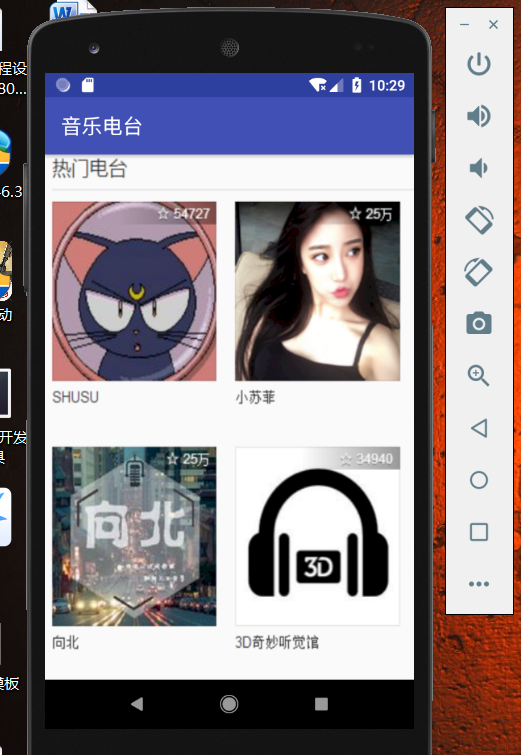 程设
80...
6.3
动
开发
具
模板
10:29
音乐电台
热门电台
☆ 54727
☆ 25万
SHUSU
小苏菲
☆ 25万
☆ 34940
向北
3D
向北
3D奇妙听觉馆